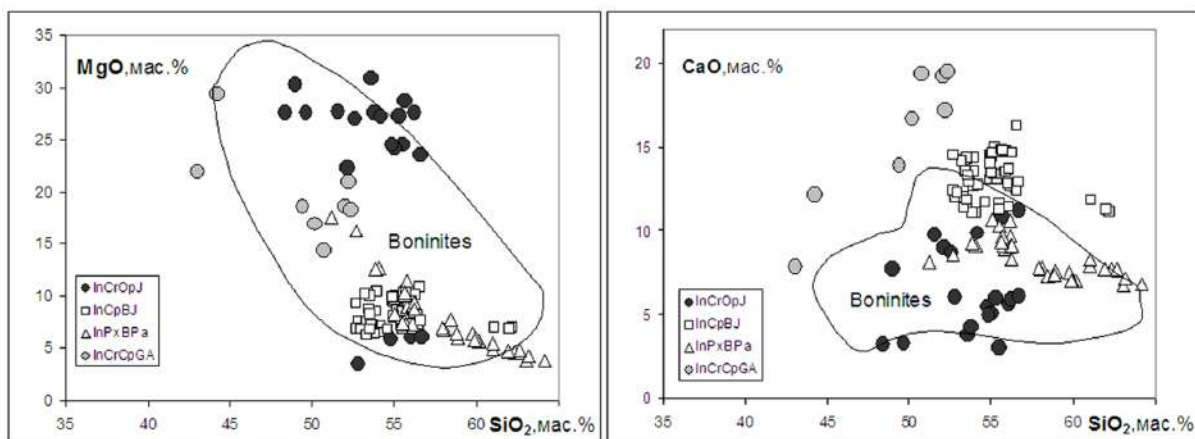 35
30
25
20
15
10
5
0
MgO,мас.%
Boninites
InCrOpJ
InCpBJ
InPxBPa
InCrCpGA
35 40 45 50 55 60
SiO₂,мас.%
20
15
10
5
0
CaO,мас.%
Boninites
InCrOpJ
InCpBJ
InPxBPa
InCrCpGA
35 40 45 50 55 60
SiO₂,мас.%